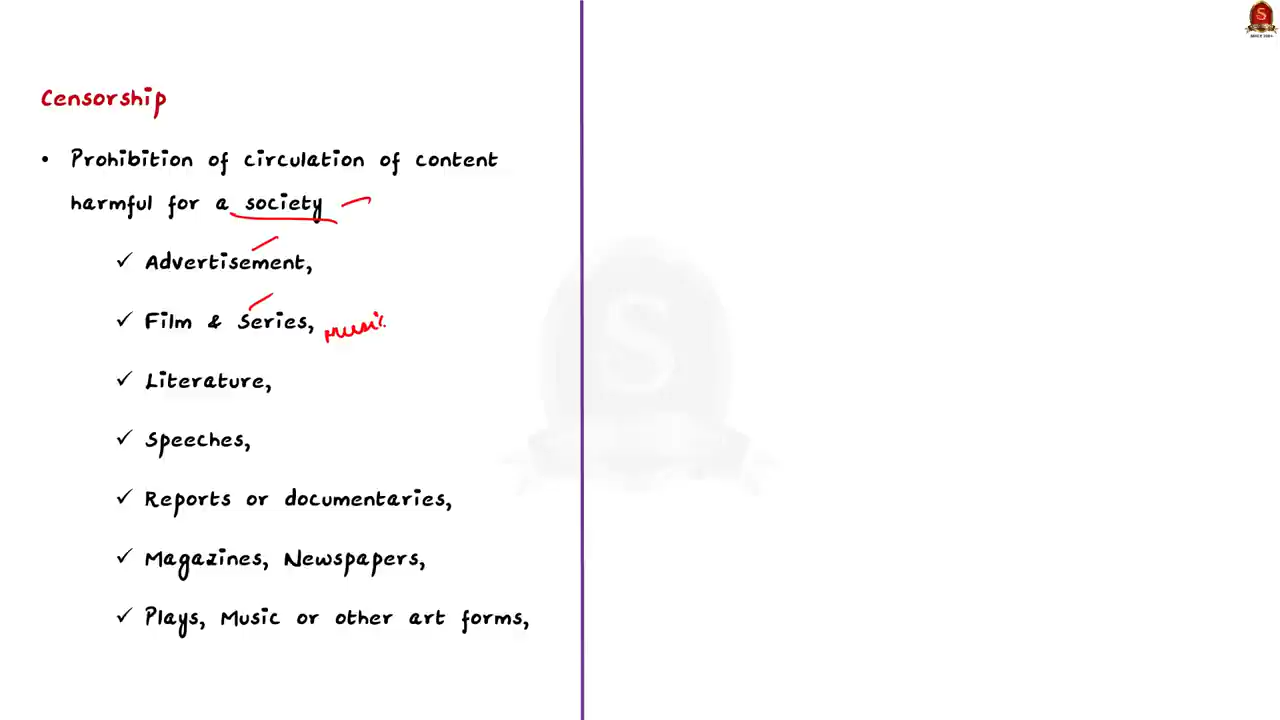 Censorship
• Prohibition of circulation of content
harmful for a society
✓ Advertisement,
✓ Film & Series, music
✓ Literature,
✓ Speeches,
✓ Reports or documentaries,
✓ Magazines, Newspapers,
✓ Plays, Music or other art forms,
S
S